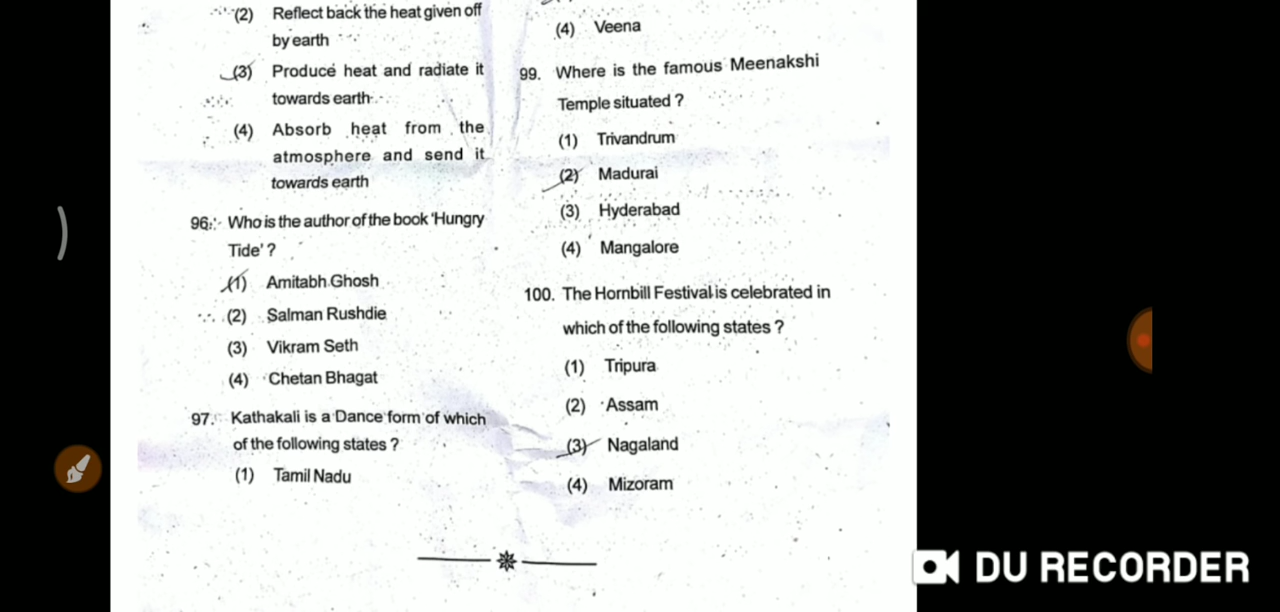 (2) Reflect back the heat given off
by earth
(3) Produce heat and radiate it
towards earth
(4) Absorb heat from the
atmosphere and send it
towards earth
96. Who is the author of the book 'Hungry
Tide' ?
(1) Amitabh Ghosh
(2) Salman Rushdie
(3) Vikram Seth
(4) Chetan Bhagat
97. Kathakali is a Dance form of which
of the following states ?
(1) Tamil Nadu
(4) Veena
99. Where is the famous Meenakshi
Temple situated ?
(1) Trivandrum
(2) Madurai
(3) Hyderabad
(4) Mangalore
100. The Hornbill Festival is celebrated in
which of the following states ?
(1) Tripura
(2) Assam
(3) Nagaland
(4) Mizoram
DU RECORDER